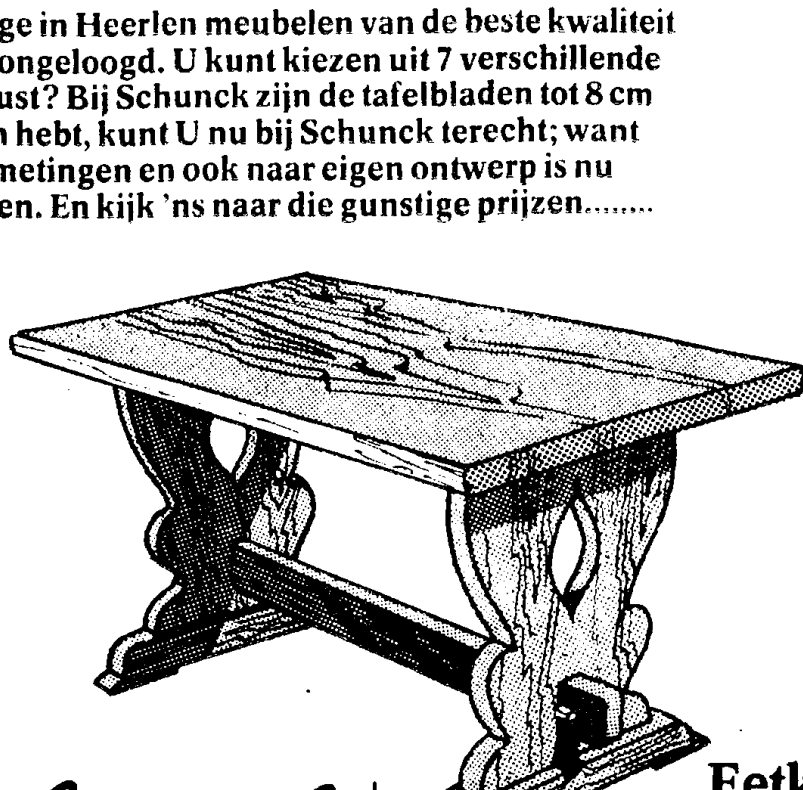 ge in Heerlen meubelen van de beste kwaliteit
ongeloogd. U kunt kiezen uit 7 verschillende
ust? Bij Schunck zijn de tafelbladen tot 8 cm
hebt, kunt U nu bij Schunck terecht; want
metingen en ook naar eigen ontwerp is nu
en. En kijk 'ns naar die gunstige prijzen........